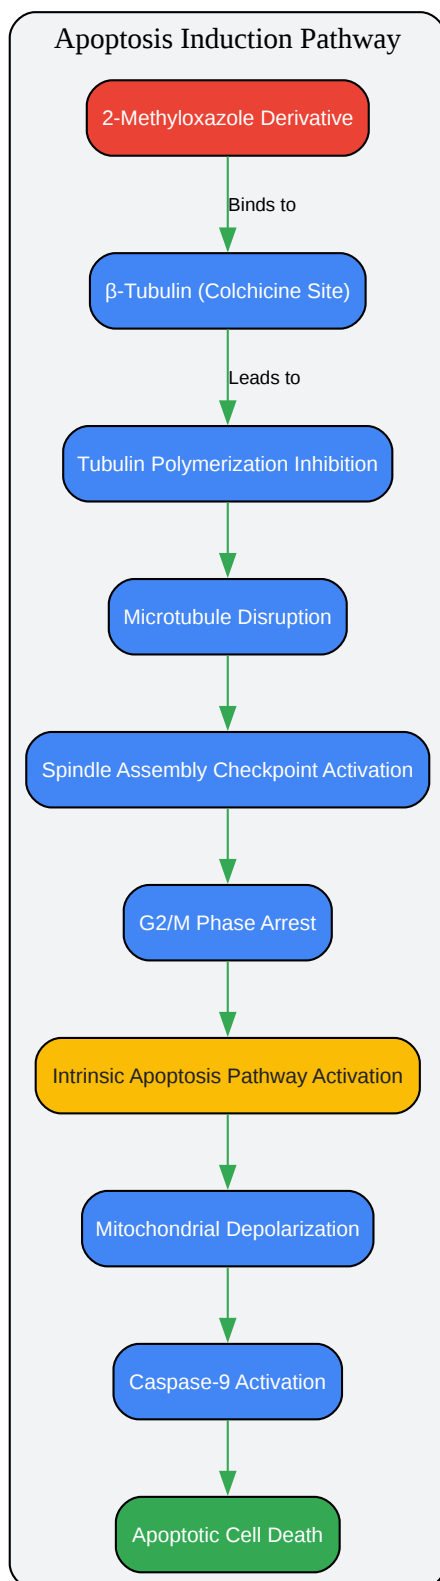 Apoptosis Induction Pathway
2-Methyloxazole Derivative
Binds to
β-Tubulin (Colchicine Site)
Leads to
Tubulin Polymerization Inhibition
Microtubule Disruption
Spindle Assembly Checkpoint Activation
G2/M Phase Arrest
Intrinsic Apoptosis Pathway Activation
Mitochondrial Depolarization
Caspase-9 Activation
Apoptotic Cell Death